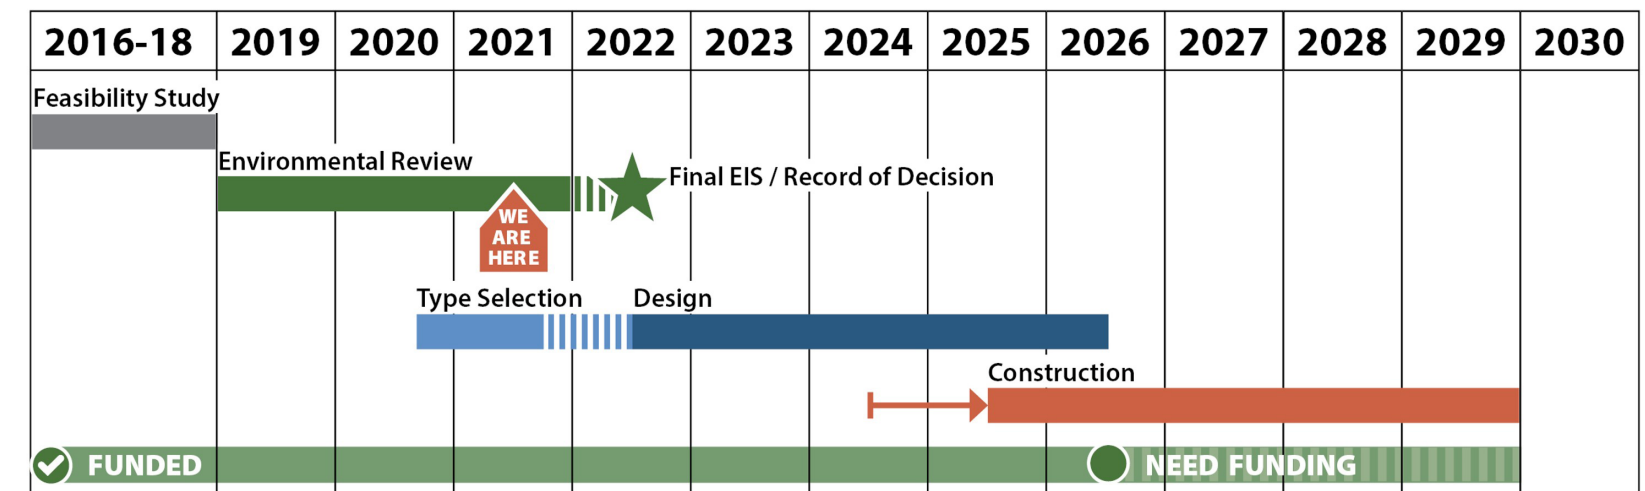 2016-18 2019 2020 2021 2022 2023 2024 2025 2026 2027 2028 2029 2030
Feasibility Study
Environmental Review
Final EIS / Record of Decision
WE
ARE
HERE
Type Selection Design
Construction
FUNDED NEED FUNDING